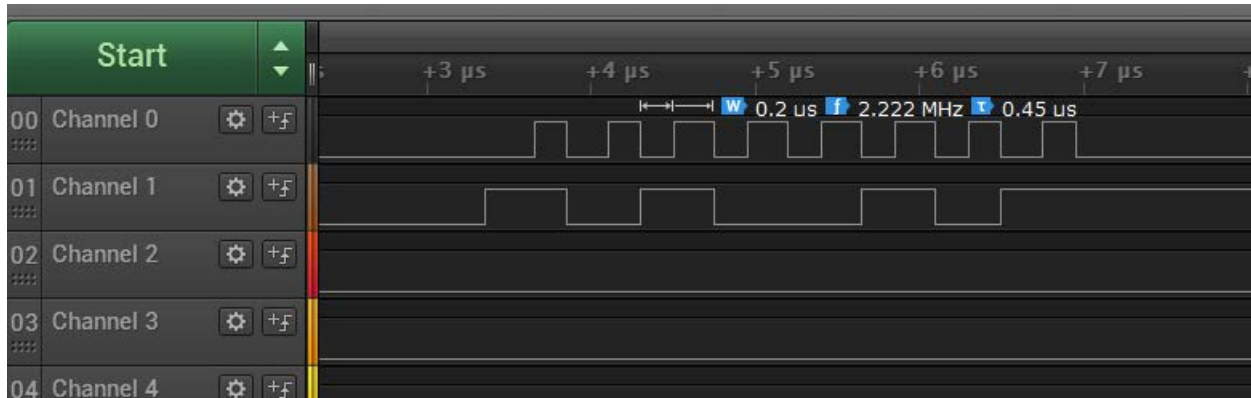 Start
+3 µs +4 µs +5 µs +6 µs +7 µs
W 0.2 us f 2.222 MHz T 0.45 us
00 Channel 0
01 Channel 1
02 Channel 2
03 Channel 3
04 Channel 4